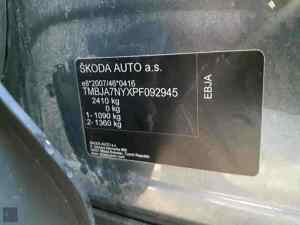 ŠKODA AUTO a.s.
e8*2007/46*0416
TMBJA7NYXPF092945
2410 kg
0 kg
1- 1090 kg
2- 1360 kg
EBJA
ŠKODA AUTO a.s.